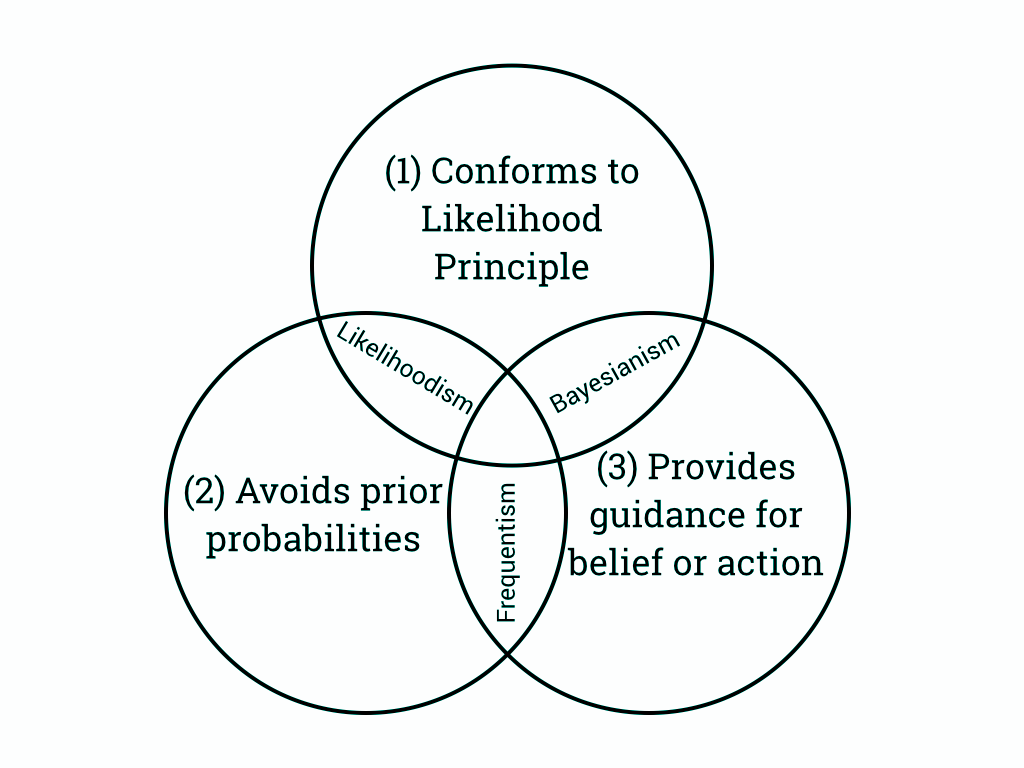 (1) Conforms to
Likelihood
Principle
Likelihoodism
Bayesianism
(2) Avoids prior
probabilities
(3) Provides
guidance for
belief or action
Frequentism